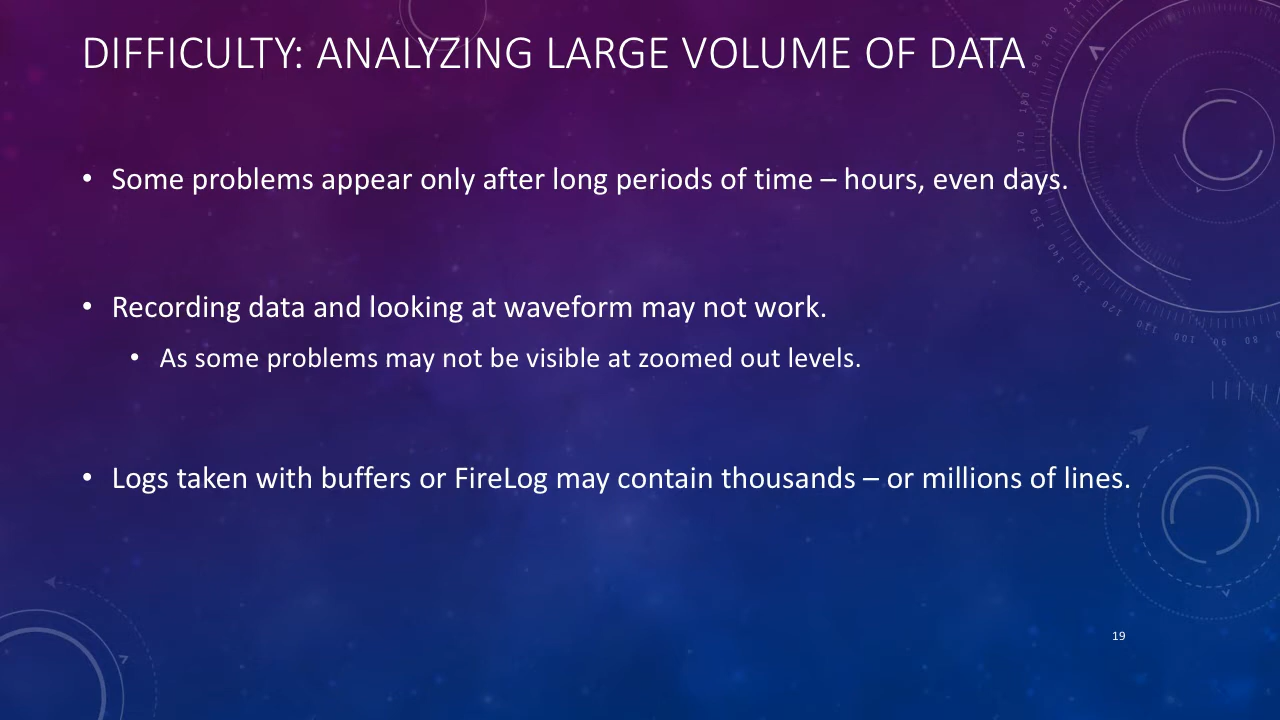 DIFFICULTY: ANALYZING LARGE VOLUME OF DATA
• Some problems appear only after long periods of time – hours, even days.
• Recording data and looking at waveform may not work.
• As some problems may not be visible at zoomed out levels.
• Logs taken with buffers or FireLog may contain thousands – or millions of lines.
19